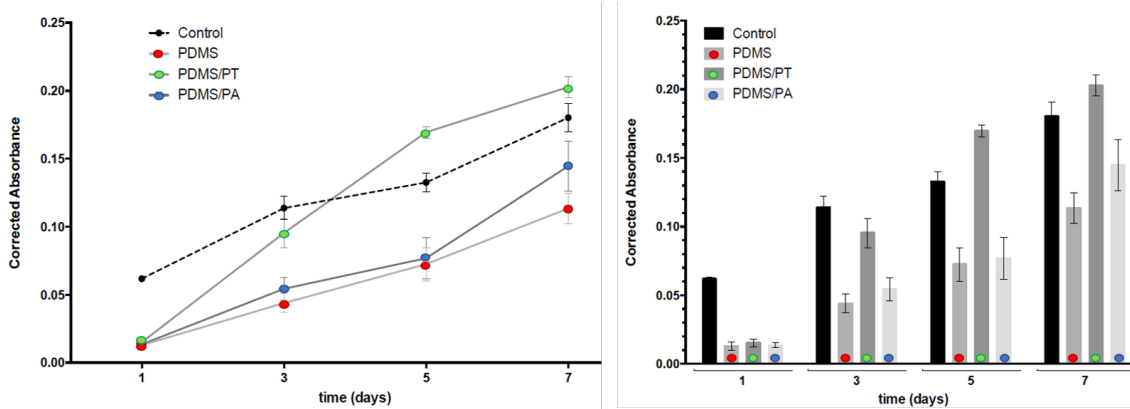 0.25
0.20
0.15
0.10
0.05
0.00
Corrected Absorbance
Control
PDMS
PDMS/PT
PDMS/PA
1 3 5 7
time (days)
0.25
0.20
0.15
0.10
0.05
0.00
Corrected Absorbance
Control
PDMS
PDMS/PT
PDMS/PA
1 3 5 7
time (days)